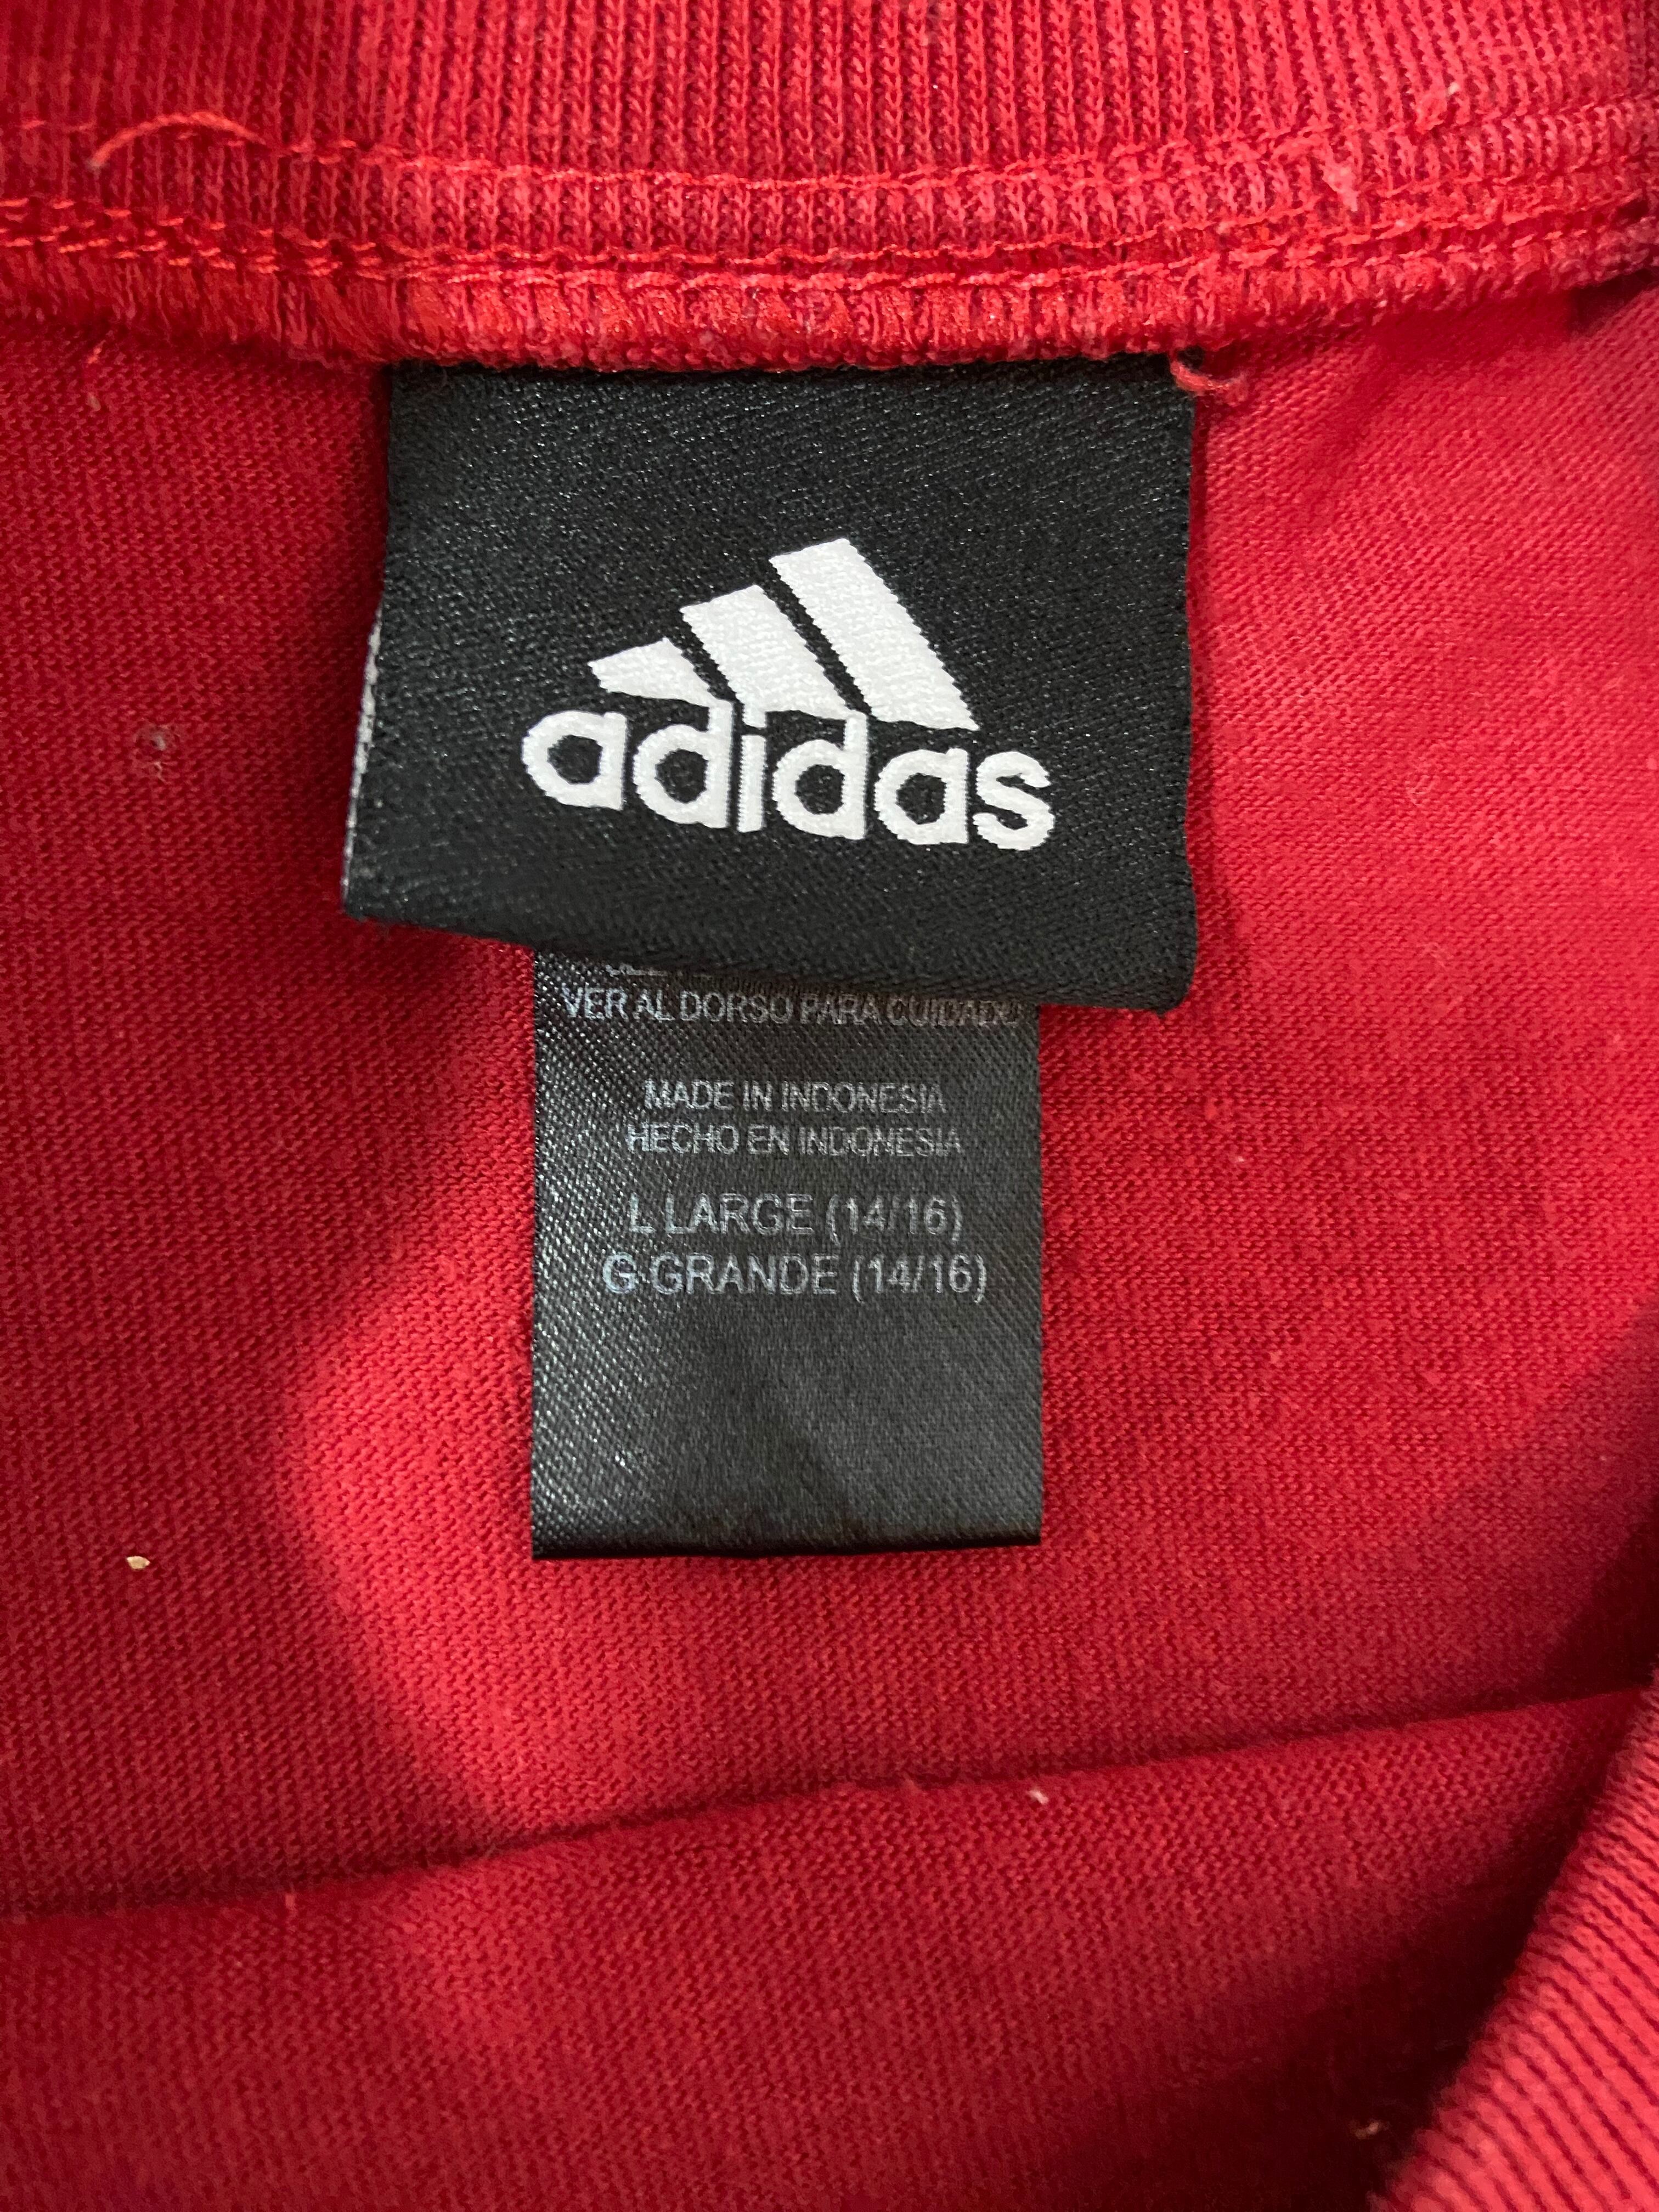 adidas
VER AL DORSO PARA CUIDADO
MADE IN INDONESIA
HECHO EN INDONESIA
L LARGE (14/16)
G GRANDE (14/16)